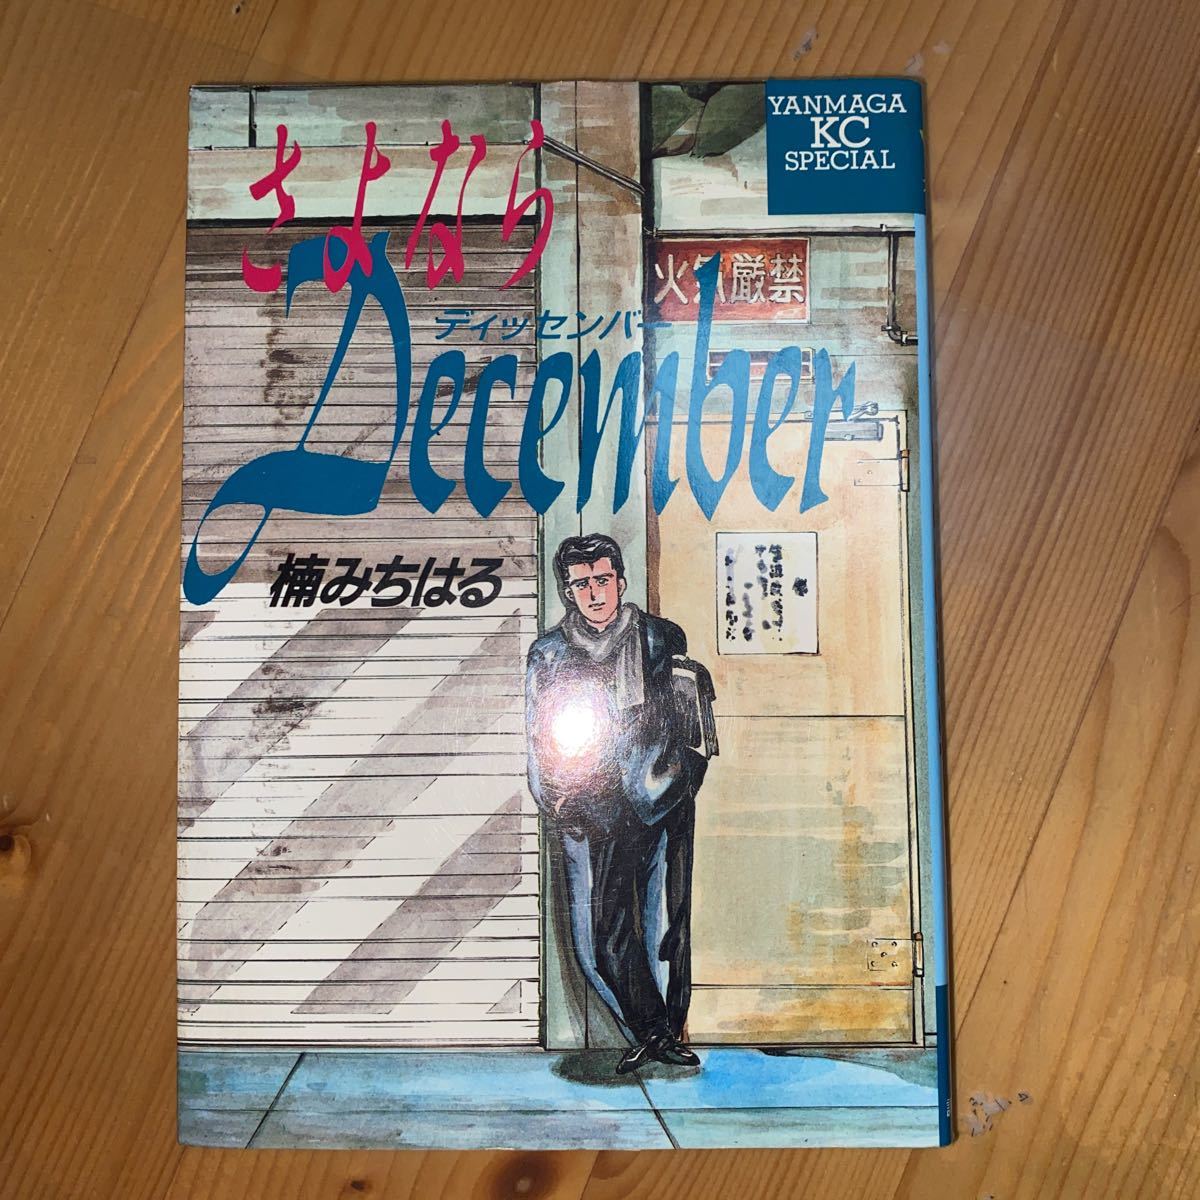 YANMAGA
KC
SPECIAL
さよなら
ディッセンバー
December
火気厳禁
楠みちはる